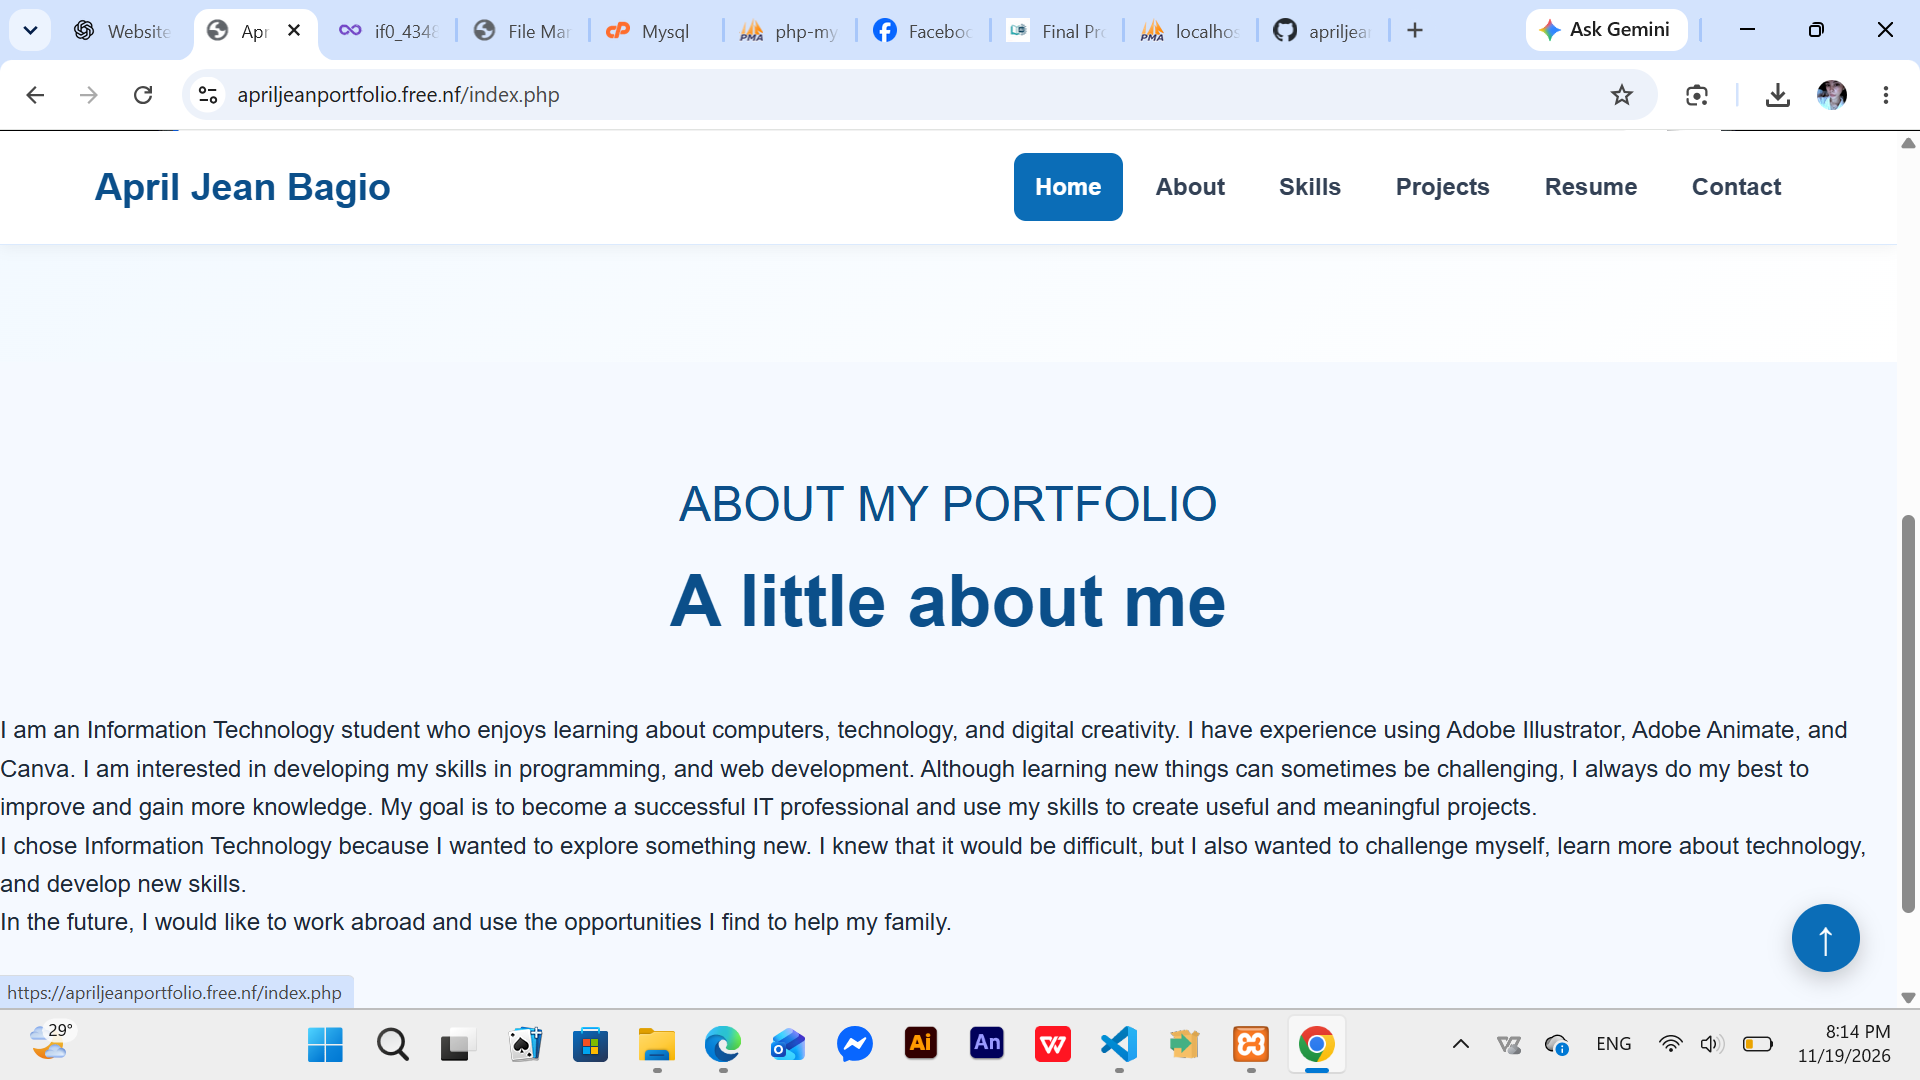 Website
Apr
if0_4348
File Mar
Mysql
php-my
Faceboo
Final Pro
localhos
apriljear
Ask Gemini
apriljeanportfolio.free.nf/index.php
April Jean Bagio
Home
About
Skills
Projects
Resume
Contact
ABOUT MY PORTFOLIO
A little about me
I am an Information Technology student who enjoys learning about computers, technology, and digital creativity. I have experience using Adobe Illustrator, Adobe Animate, and
Canva. I am interested in developing my skills in programming, and web development. Although learning new things can sometimes be challenging, I always do my best to
improve and gain more knowledge. My goal is to become a successful IT professional and use my skills to create useful and meaningful projects.
I chose Information Technology because I wanted to explore something new. I knew that it would be difficult, but I also wanted to challenge myself, learn more about technology,
and develop new skills.
In the future, I would like to work abroad and use the opportunities I find to help my family.
https://apriljeanportfolio.free.nf/index.php
29°
ENG
8:14 PM
11/19/2026